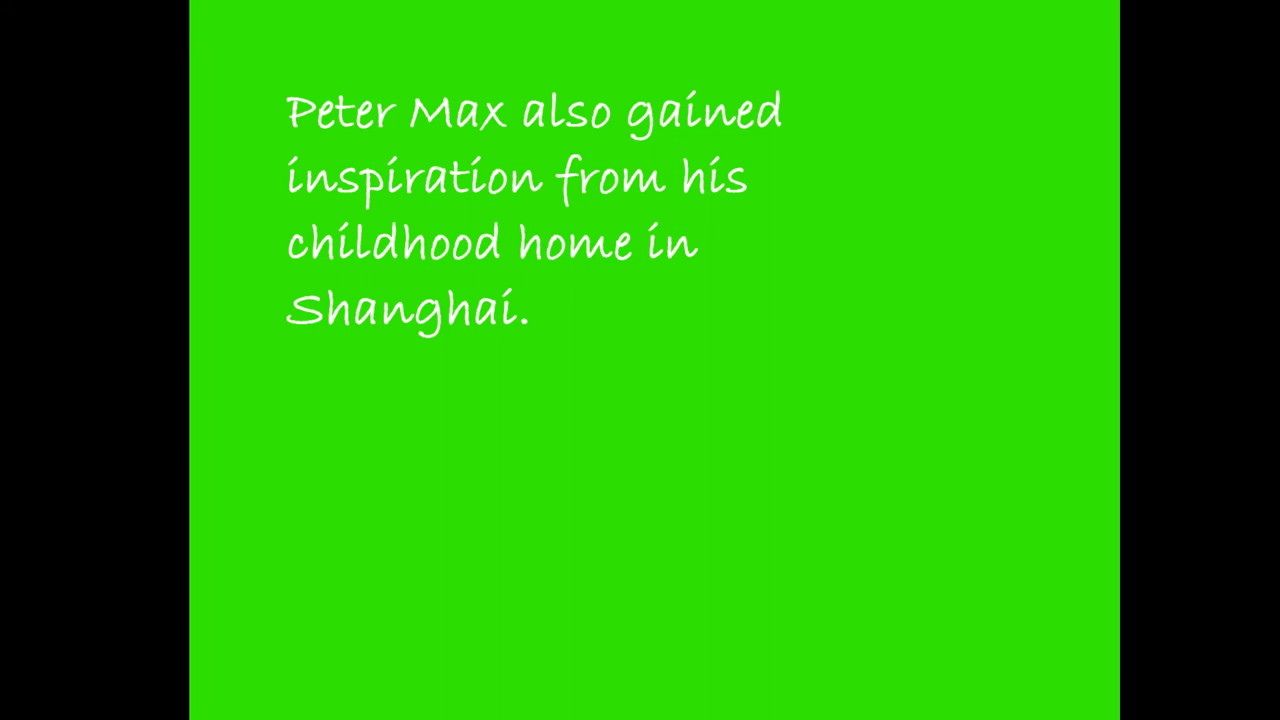 Peter Max also gained
inspiration from his
childhood home in
Shanghai.